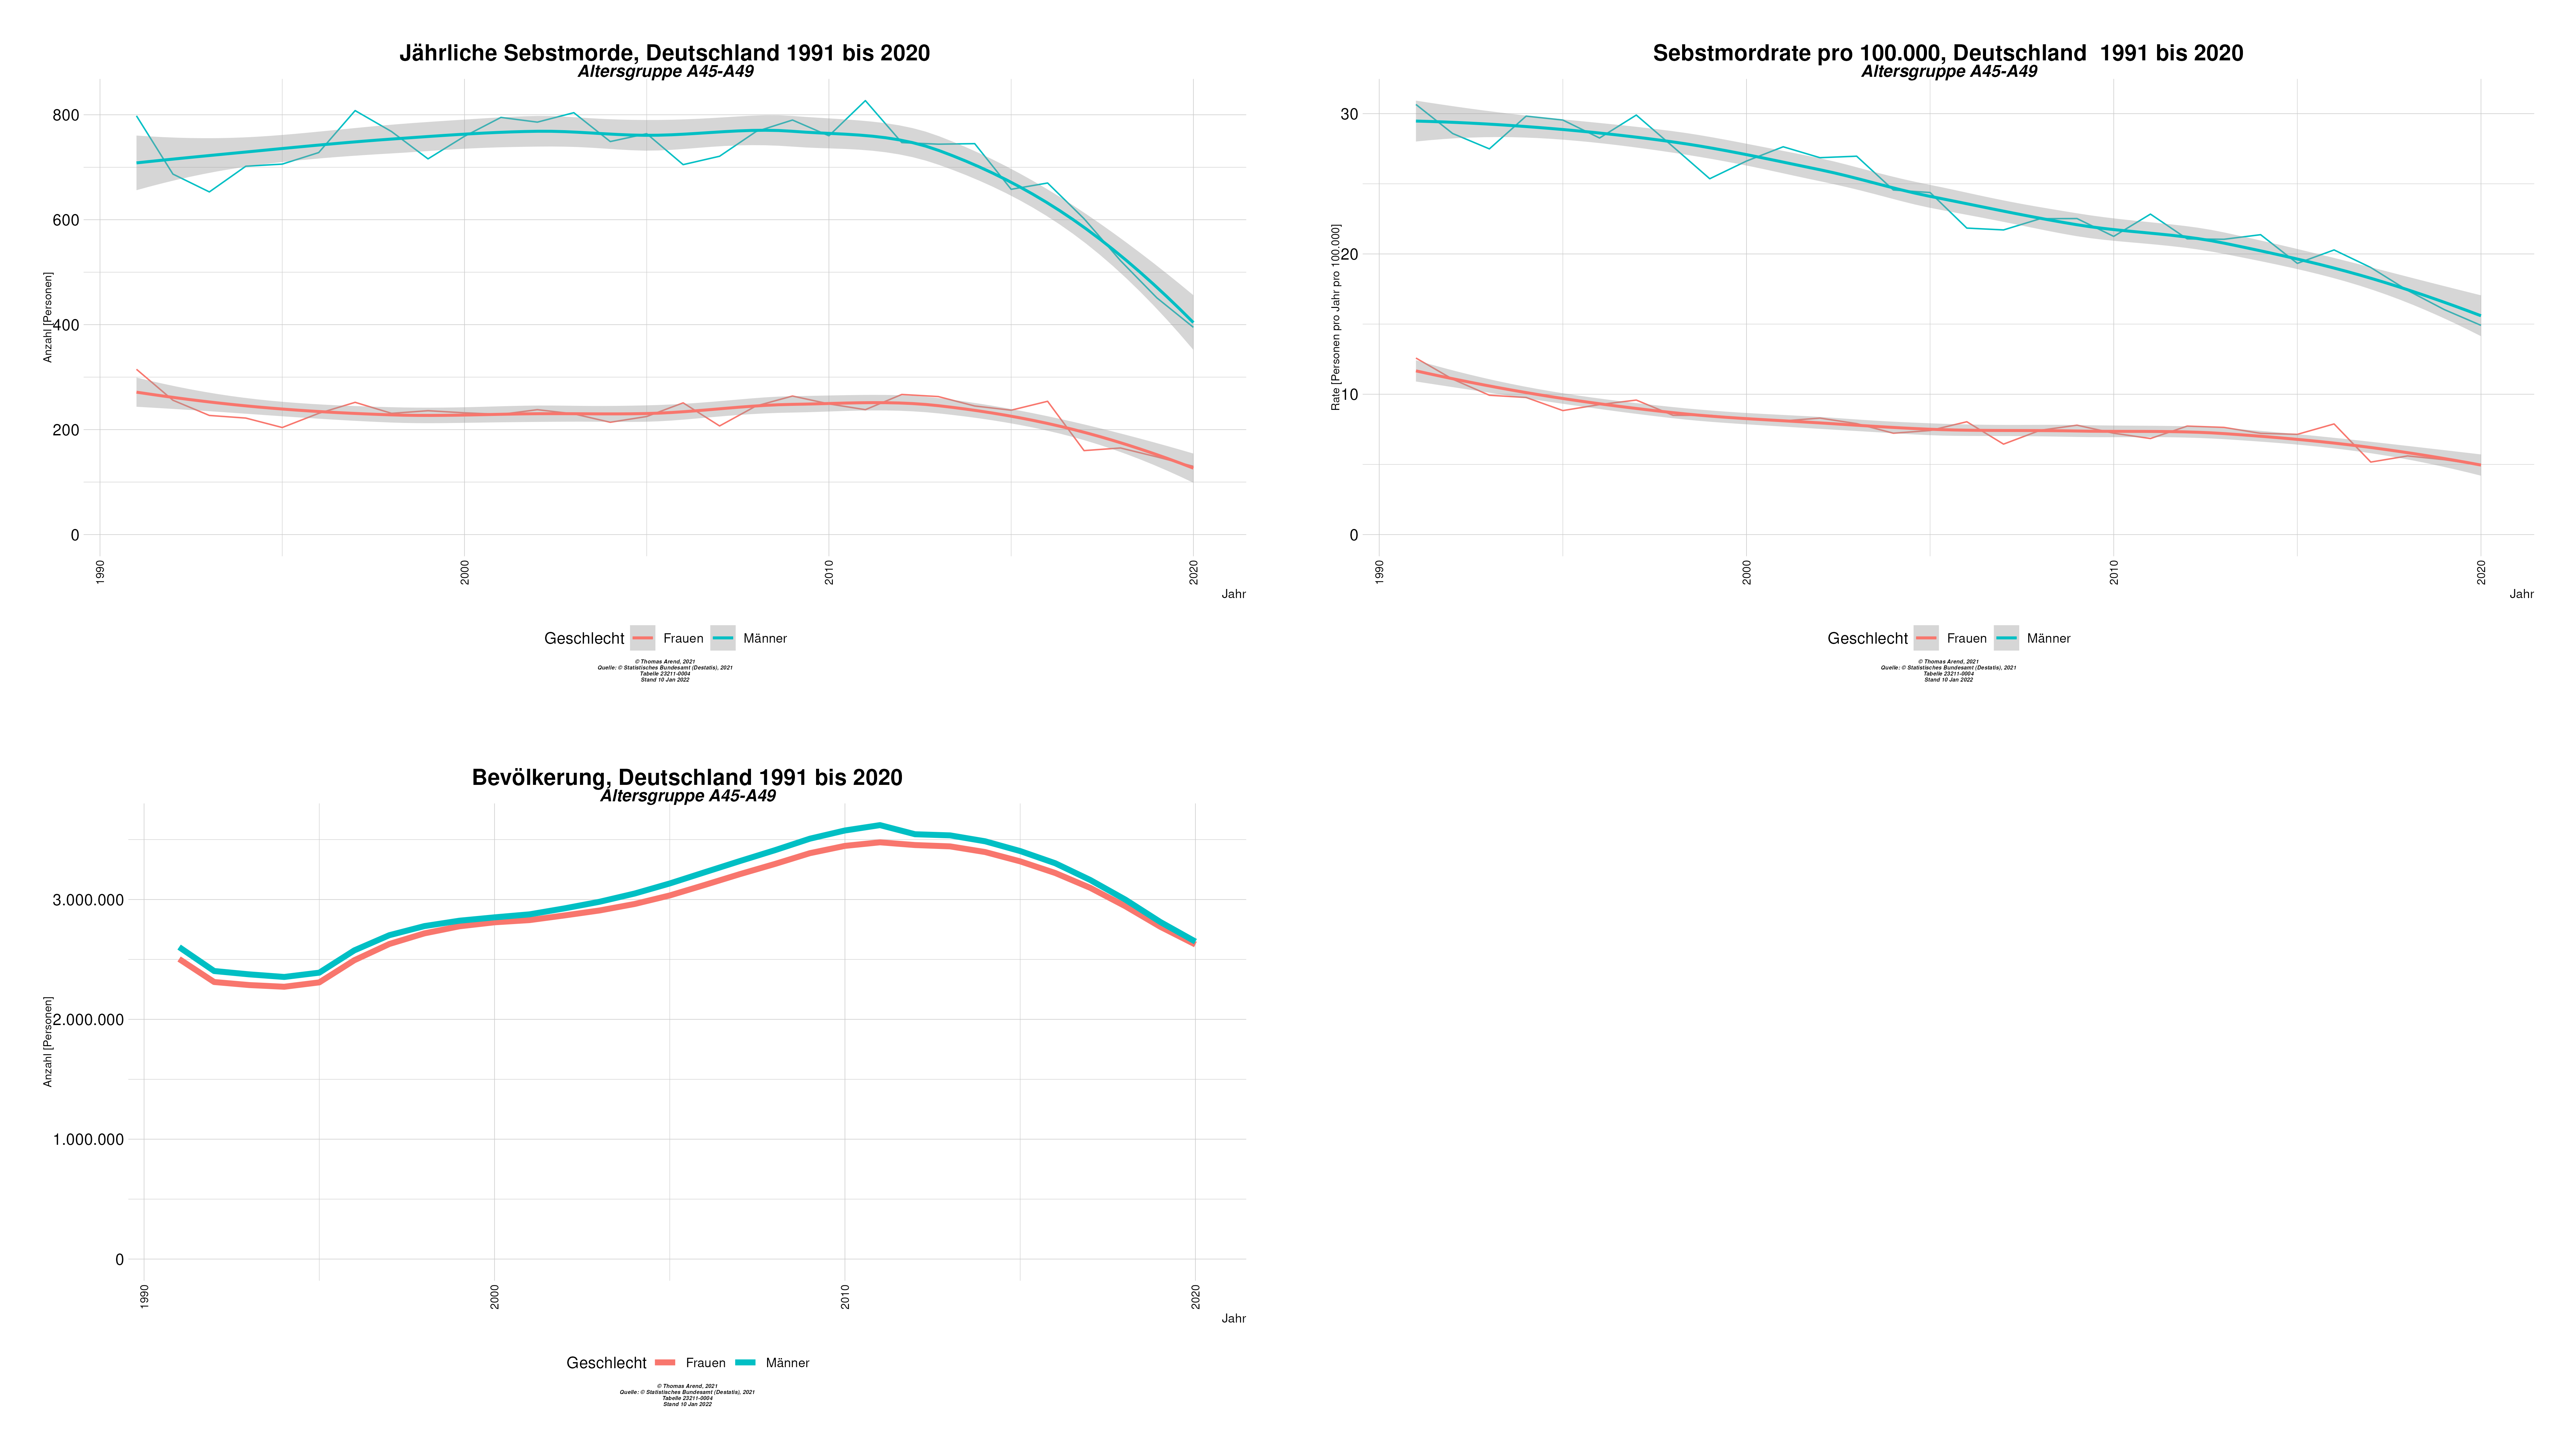 Jährliche Sebstmorde, Deutschland 1991 bis 2020
Altersgruppe A45-A49
Anzahl [Personen]
800
600
400
200
0
1990
2000
2010
2020
Jahr
Geschlecht Frauen Männer
© Thomas Arend, 2021
Quelle: © Statistisches Bundesamt (Destatis), 2021
Tabelle 23211-0004
Stand 10 Jan 2022
Sebstmordrate pro 100.000, Deutschland  1991 bis 2020
Altersgruppe A45-A49
Rate [Personen pro Jahr pro 100.000]
30
20
10
0
1990
2000
2010
2020
Jahr
Geschlecht Frauen Männer
© Thomas Arend, 2021
Quelle: © Statistisches Bundesamt (Destatis), 2021
Tabelle 23211-0004
Stand 10 Jan 2022
Bevölkerung, Deutschland 1991 bis 2020
Altersgruppe A45-A49
Anzahl [Personen]
3.000.000
2.000.000
1.000.000
0
1990
2000
2010
2020
Jahr
Geschlecht Frauen Männer
© Thomas Arend, 2021
Quelle: © Statistisches Bundesamt (Destatis), 2021
Tabelle 23211-0004
Stand 10 Jan 2022